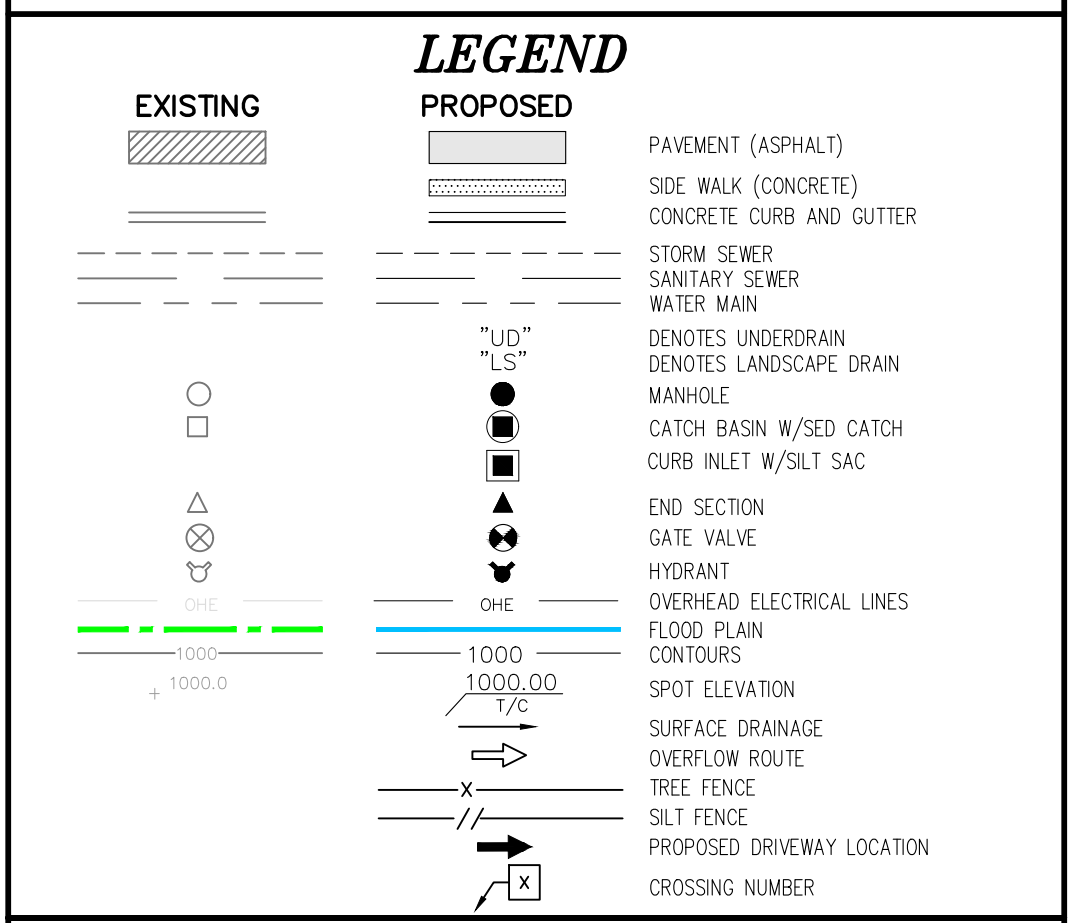 LEGEND
EXISTING PROPOSED
PAVEMENT (ASPHALT)
SIDE WALK (CONCRETE)
CONCRETE CURB AND GUTTER
STORM SEWER
SANITARY SEWER
WATER MAIN
"UD" DENOTES UNDERDRAIN
"LS" DENOTES LANDSCAPE DRAIN
MANHOLE
CATCH BASIN W/SED CATCH
CURB INLET W/SILT SAC
END SECTION
GATE VALVE
HYDRANT
OHE OHE OVERHEAD ELECTRICAL LINES
FLOOD PLAIN
1000 1000 CONTOURS
1000.0 1000.00 SPOT ELEVATION
T/C
SURFACE DRAINAGE
OVERFLOW ROUTE
X TREE FENCE
// SILT FENCE
PROPOSED DRIVEWAY LOCATION
X CROSSING NUMBER